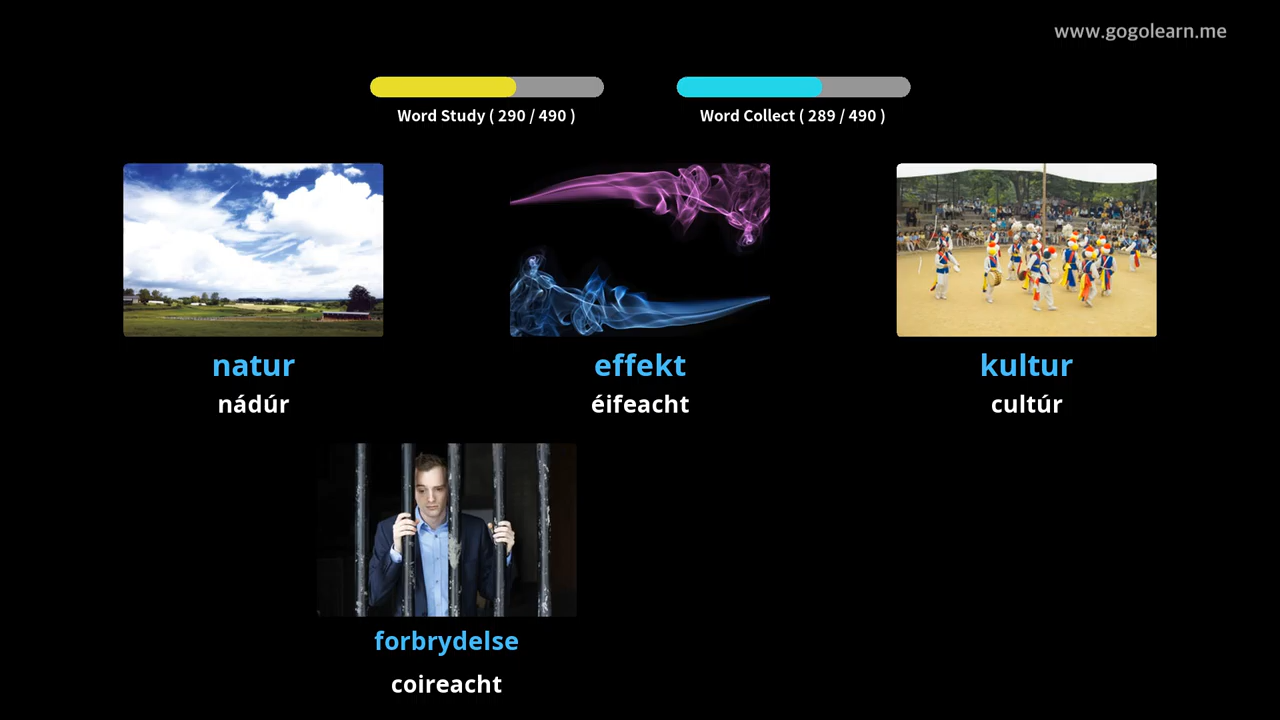 www.gogolearn.me
Word Study ( 290 / 490 )
Word Collect ( 289 / 490 )
natur
effekt
kultur
nádúr
éifeacht
cultúr
forbrydelse
coireacht